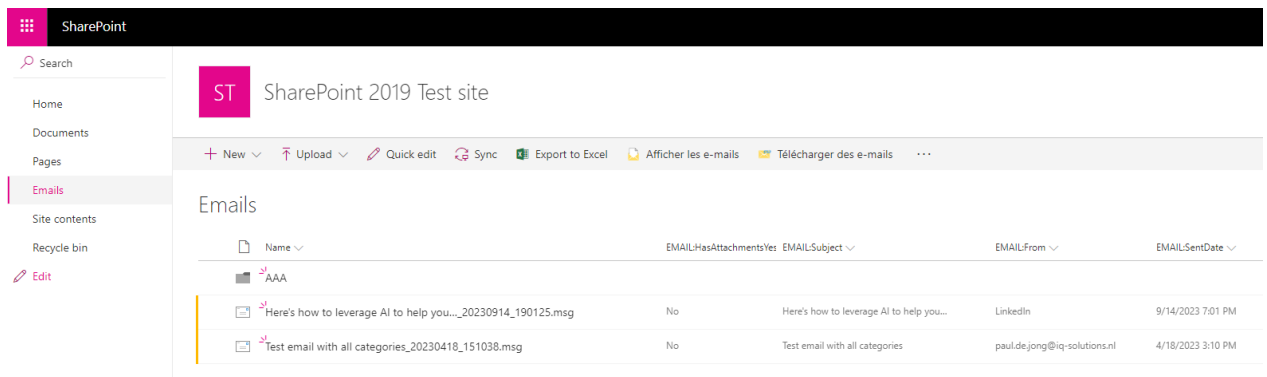 SharePoint
Search
ST SharePoint 2019 Test site
Home
Documents
Pages
Emails
Site contents
Recycle bin
Edit
New Upload Quick edit Sync Export to Excel Afficher les e-mails Télécharger des e-mails ...
Emails
Name EMAIL:HasAttachmentsYes EMAIL:Subject EMAIL:From EMAIL:SentDate
AAA
Here's how to leverage AI to help you..._20230914_190125.msg No Here's how to leverage AI to help you... LinkedIn 9/14/2023 7:01 PM
Test email with all categories_20230418_151038.msg No Test email with all categories paul.de.jong@iq-solutions.nl 4/18/2023 3:10 PM